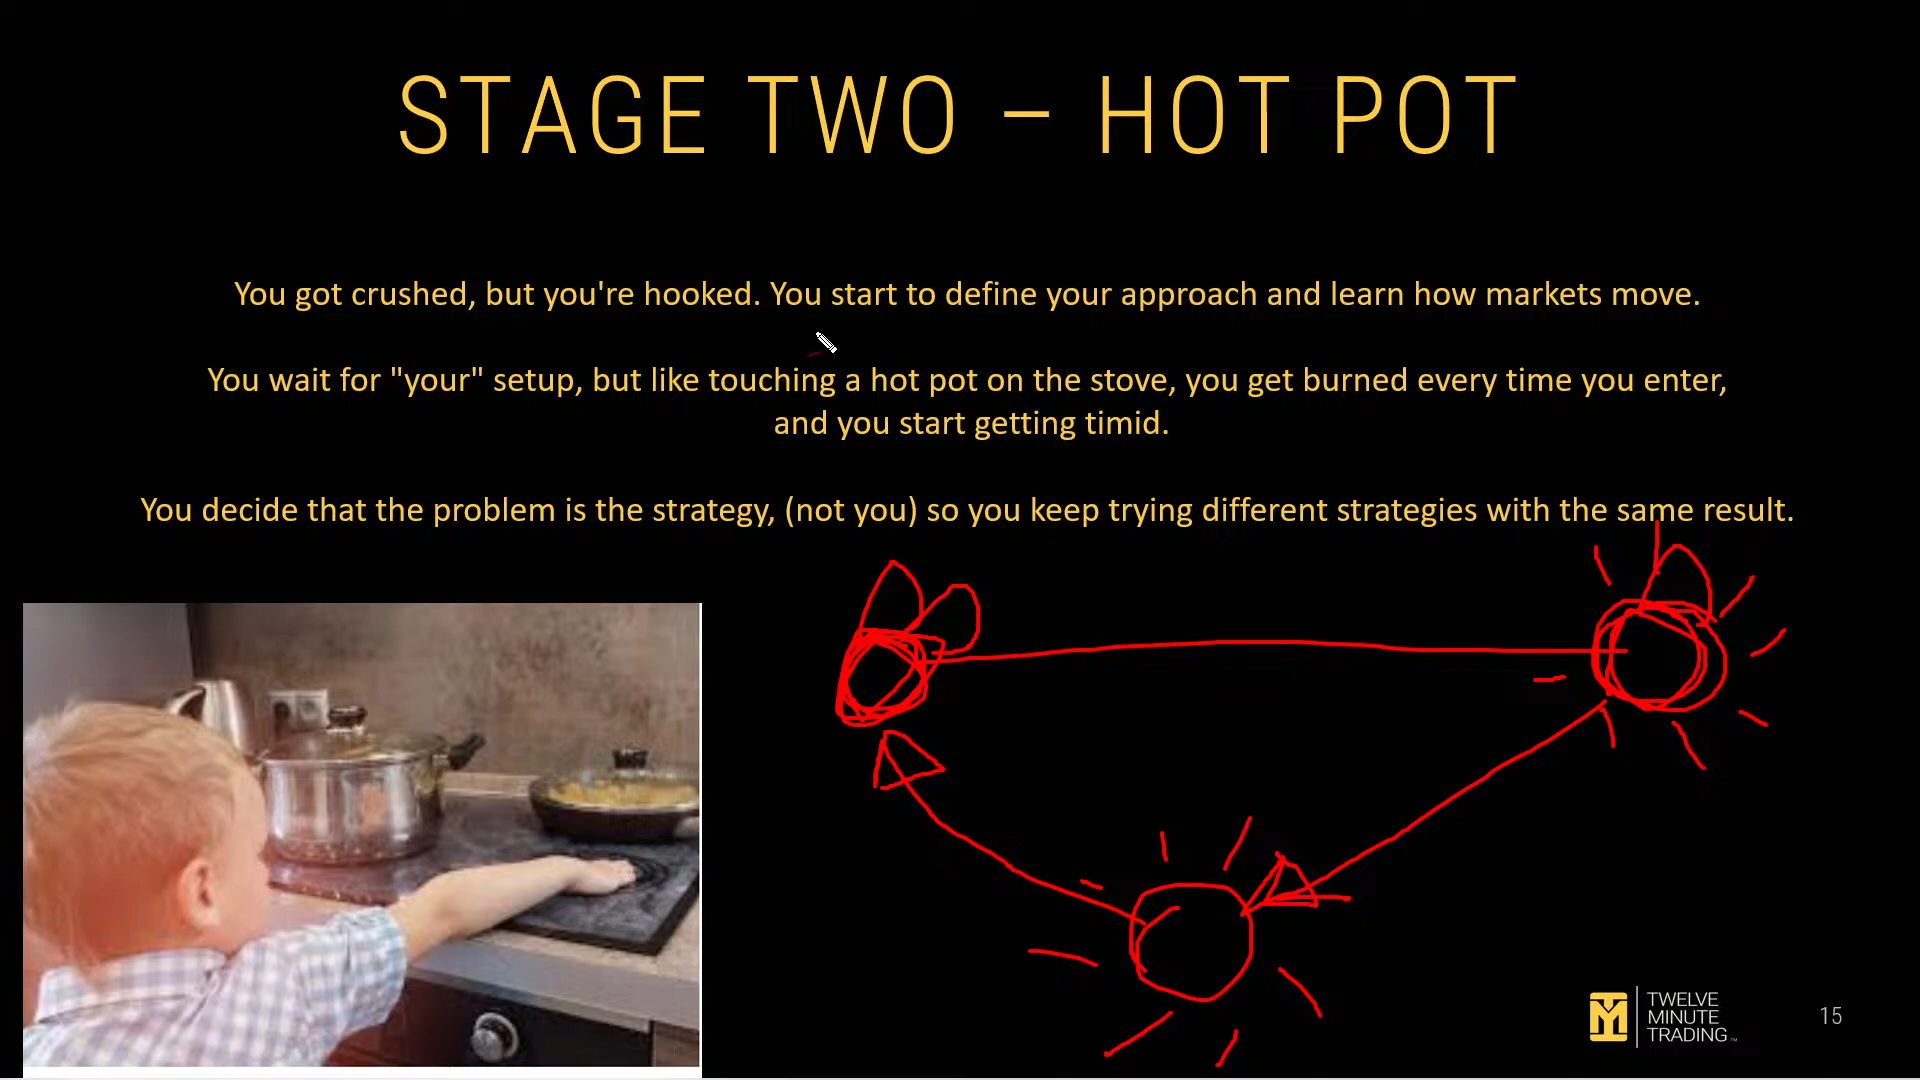 STAGE TWO – HOT POT
You got crushed, but you're hooked. You start to define your approach and learn how markets move.
You wait for "your" setup, but like touching a hot pot on the stove, you get burned every time you enter,
and you start getting timid.
You decide that the problem is the strategy, (not you) so you keep trying different strategies with the same result.
TWELVE
MINUTE
TRADING™
15